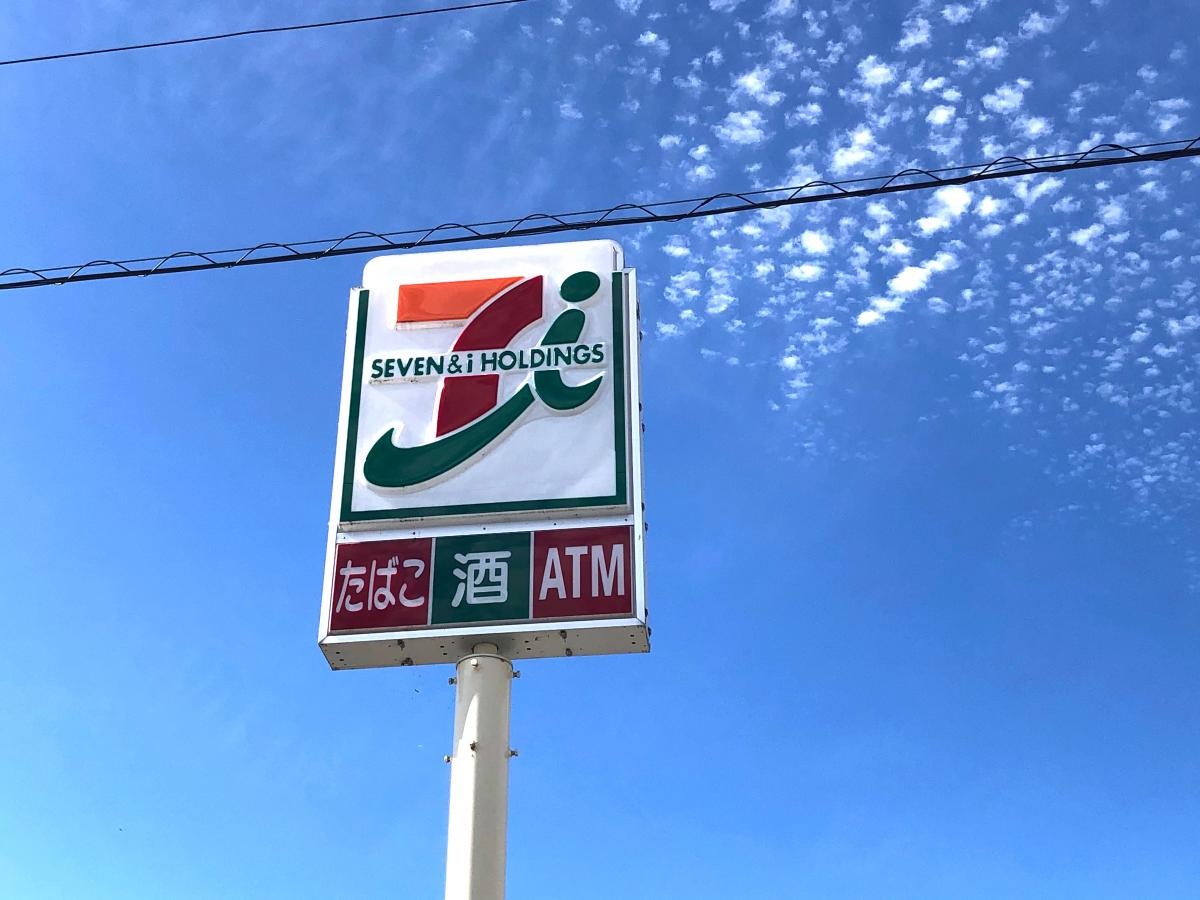 SEVEN&i HOLDINGS
たばこ 酒 ATM